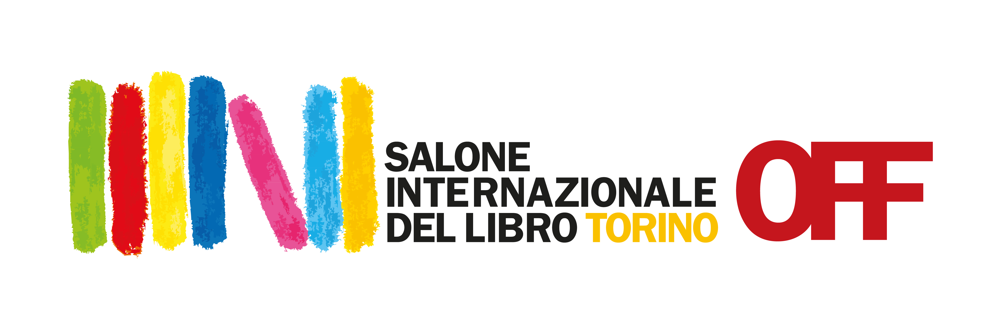 SALONE
INTERNAZIONALE
DEL LIBRO TORINO
OFF